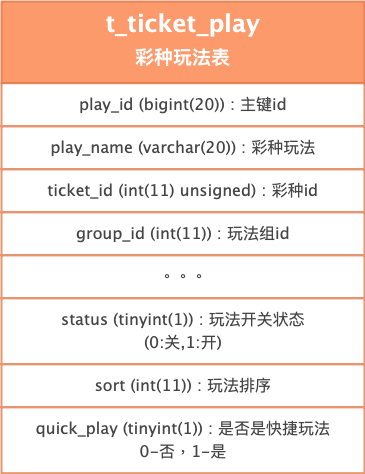 t_ticket_play
彩种玩法表
play_id (bigint(20))：主键id
play_name (varchar(20))：彩种玩法
ticket_id (int(11) unsigned)：彩种id
group_id (int(11))：玩法组id
。。。
status (tinyint(1))：玩法开关状态
(0:关,1:开)
sort (int(11))：玩法排序
quick_play (tinyint(1))：是否是快捷玩法
0-否，1-是